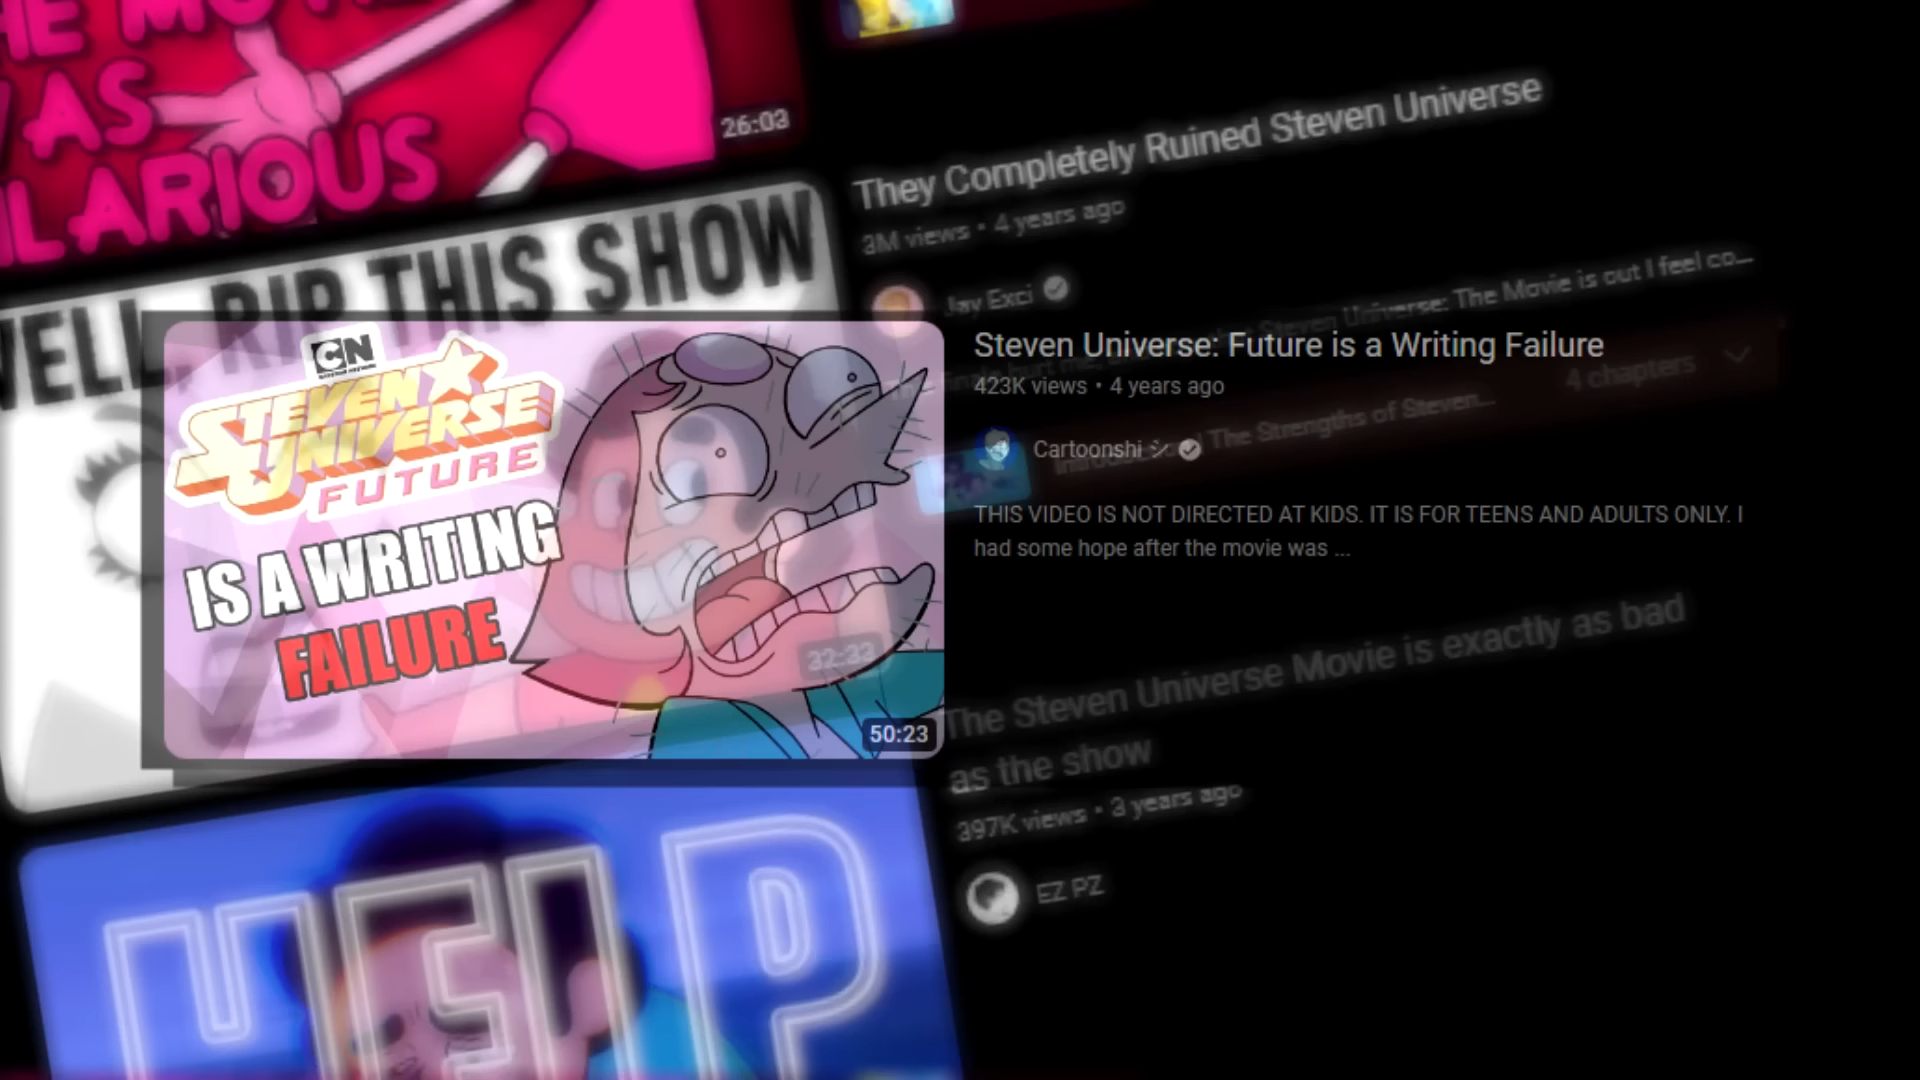 HE MO
WAS
ILARIOUS
26:03
They Completely Ruined Steven Universe
3M views • 4 years ago
Jay Exci
Steven Universe: The Movie is out I feel co...
WELL, RIP THIS SHOW
CN
STEVEN
UNIVERSE
FUTURE
IS A WRITING
FAILURE
32:33
50:23
Steven Universe: Future is a Writing Failure
423K views • 4 years ago
4 chapters
Cartoonshi シ
The Strengths of Steven...
THIS VIDEO IS NOT DIRECTED AT KIDS. IT IS FOR TEENS AND ADULTS ONLY. I
had some hope after the movie was ...
The Steven Universe Movie is exactly as bad
as the show
397K views • 3 years ago
EZ PZ
HELP